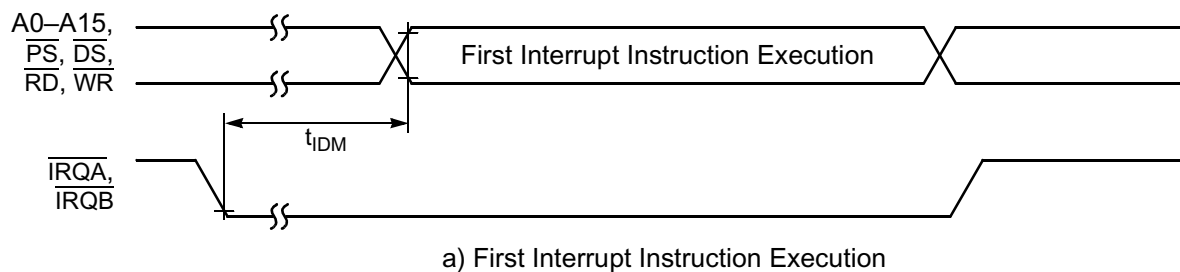 A0–A15,
PS, DS,
RD, WR
First Interrupt Instruction Execution
tIDM
IRQA,
IRQB
a) First Interrupt Instruction Execution